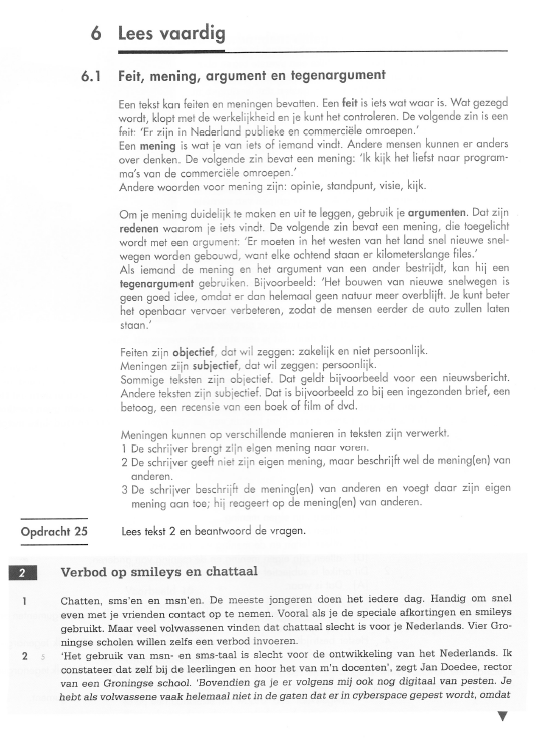 6 Lees vaardig
6.1 Feit, mening, argument en tegenargument
Een tekst kan feiten en meningen bevatten. Een feit is iets wat waar is. Wat gezegd
wordt, klopt met de werkelijkheid en je kunt het controleren. De volgende zin is een
feit: 'Er zijn in Nederland publieke en commerciële omroepen.'
Een mening is wat je van iets of iemand vindt. Andere mensen kunnen er anders
over denken. De volgende zin bevat een mening: 'Ik kijk het liefst naar program-
ma's van de commerciële omroepen.'
Andere woorden voor mening zijn: opinie, standpunt, visie, kijk.
Om je mening duidelijk te maken en uit te leggen, gebruik je argumenten. Dat zijn
redenen waarom je iets vindt. De volgende zin bevat een mening, die toegelicht
wordt met een argument: 'Er moeten in het westen van het land snel nieuwe snel-
wegen worden gebouwd, want elke ochtend staan er kilometerslange files.'
Als iemand de mening en het argument van een ander bestrijdt, kan hij een
tegenargument gebruiken. Bijvoorbeeld: 'Het bouwen van nieuwe snelwegen is
geen goed idee, omdat er dan helemaal geen natuur meer overblijft. Je kunt beter
het openbaar vervoer verbeteren, zodat de mensen eerder de auto zullen laten
staan.'
Feiten zijn objectief, dat wil zeggen: zakelijk en niet persoonlijk.
Meningen zijn subjectief, dat wil zeggen: persoonlijk.
Sommige teksten zijn objectief. Dat geldt bijvoorbeeld voor een nieuwsbericht.
Andere teksten zijn subjectief. Dat is bijvoorbeeld zo bij een ingezonden brief, een
betoog, een recensie van een boek of film of dvd.
Meningen kunnen op verschillende manieren in teksten zijn verwerkt.
1 De schrijver brengt zijn eigen mening naar voren.
2 De schrijver geeft niet zijn eigen mening, maar beschrijft wel de mening(en) van
anderen.
3 De schrijver beschrijft de mening(en) van anderen en voegt daar zijn eigen
mening aan toe; hij reageert op de mening(en) van anderen.
Opdracht 25 Lees tekst 2 en beantwoord de vragen.
2 Verbod op smileys en chattaal
1 Chatten, sms'en en msn'en. De meeste jongeren doen het iedere dag. Handig om snel
even met je vrienden contact op te nemen. Vooral als je de speciale afkortingen en smileys
gebruikt. Maar veel volwassenen vinden dat chattaal slecht is voor je Nederlands. Vier Gro-
ningse scholen willen zelfs een verbod invoeren.
2 5 'Het gebruik van msn- en sms-taal is slecht voor de ontwikkeling van het Nederlands. Ik
constateer dat zelf bij de leerlingen en hoor het van m'n docenten', zegt Jan Doedee, rector
van een Groningse school. 'Bovendien ga je er volgens mij ook nog digitaal van pesten. Je
hebt als volwassene vaak helemaal niet in de gaten dat er in cyberspace gepest wordt, omdat